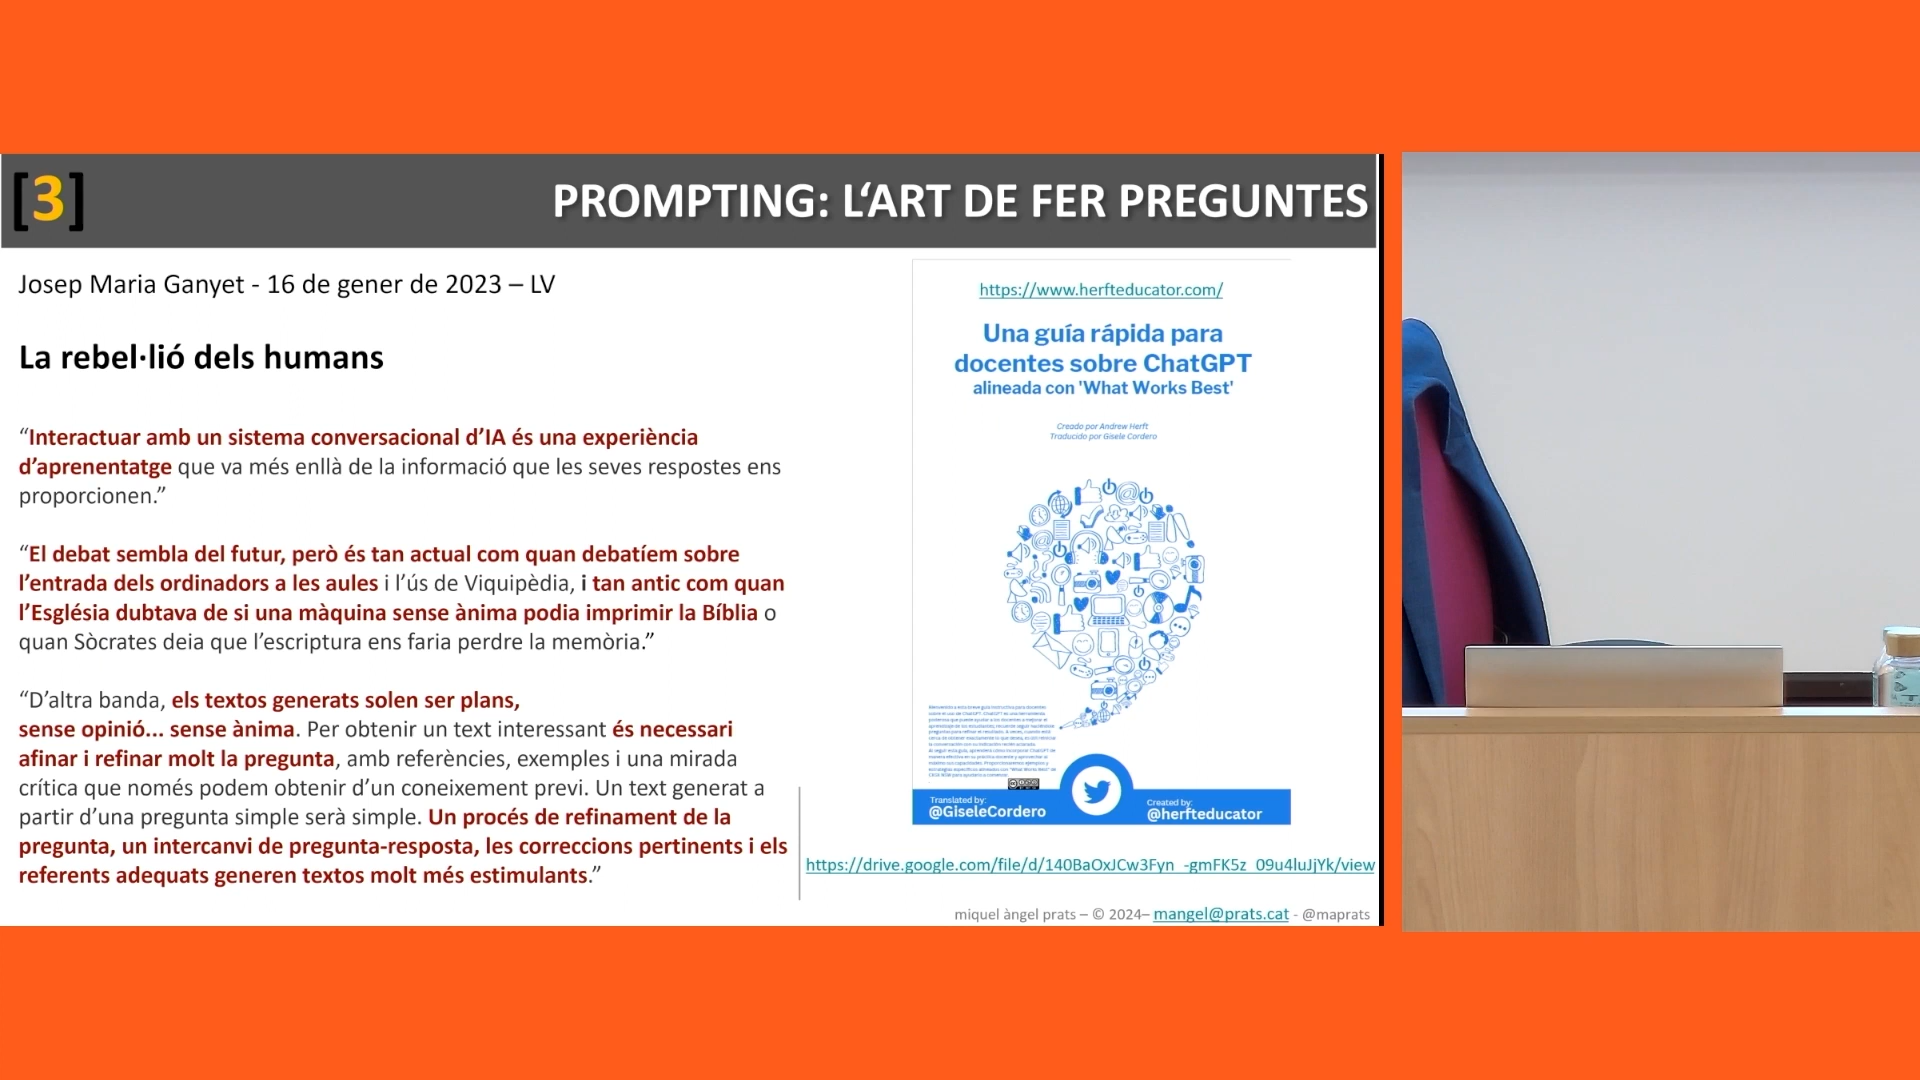 [3]
PROMPTING: L‘ART DE FER PREGUNTES
Josep Maria Ganyet - 16 de gener de 2023 – LV
La rebel·lió dels humans
“Interactuar amb un sistema conversacional d’IA és una experiència
d’aprenentatge que va més enllà de la informació que les seves respostes ens
proporcionen.”
“El debat sembla del futur, però és tan actual com quan debatíem sobre
l’entrada dels ordinadors a les aules i l’ús de Viquipèdia, i tan antic com quan
l’Església dubtava de si una màquina sense ànima podia imprimir la Bíblia o
quan Sòcrates deia que l’escriptura ens faria perdre la memòria.”
“D’altra banda, els textos generats solen ser plans,
sense opinió... sense ànima. Per obtenir un text interessant és necessari
afinar i refinar molt la pregunta, amb referències, exemples i una mirada
crítica que només podem obtenir d’un coneixement previ. Un text generat a
partir d’una pregunta simple serà simple. Un procés de refinament de la
pregunta, un intercanvi de pregunta-resposta, les correccions pertinents i els
referents adequats generen textos molt més estimulants.”
https://www.herfteducator.com/
Una guía rápida para
docentes sobre ChatGPT
alineada con 'What Works Best'
Creado por Andrew Herft
Traducido por Gisele Cordero
Translated by:
@GiseleCordero
Created by:
@herfteducator
https://drive.google.com/file/d/140BaOxJCw3Fyn_-gmFK5z_09u4luJjYk/view
miquel àngel prats – © 2024– mangel@prats.cat - @maprats